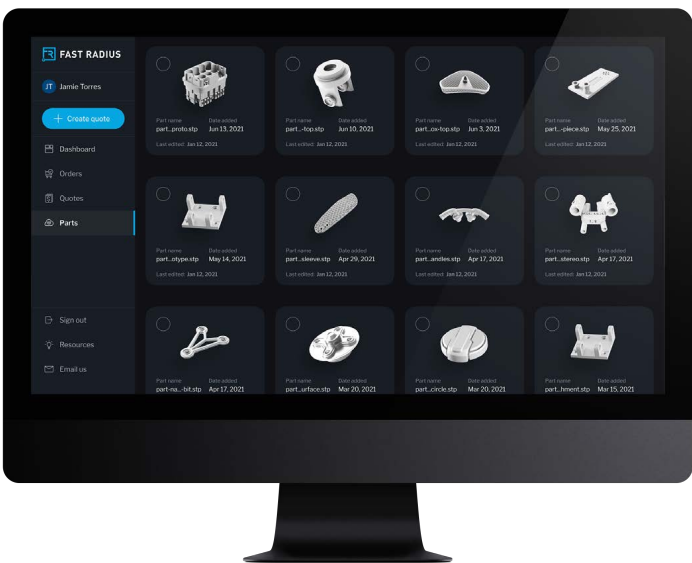 FAST RADIUS
JT Jamie Torres
+ Create quote
Dashboard
Orders
Quotes
Parts
Sign out
Resources
Email us
Part name Date added
part...proto.stp Jun 13, 2021
Last edited: Jan 12, 2021
Part name Date added
part...-top.stp Jun 10, 2021
Last edited: Jan 12, 2021
Part name Date added
part...ox-top.stp Jun 3, 2021
Last edited: Jan 12, 2021
Part name Date added
part...-piece.stp May 25, 2021
Last edited: Jan 12, 2021
Part name Date added
part...otype.stp May 14, 2021
Last edited: Jan 12, 2021
Part name Date added
part...sleeve.stp Apr 29, 2021
Last edited: Jan 12, 2021
Part name Date added
part...andles.stp Apr 17, 2021
Last edited: Jan 12, 2021
Part name Date added
part...stereo.stp Apr 17, 2021
Last edited: Jan 12, 2021
Part name Date added
part-na...-bit.stp Apr 17, 2021
Part name Date added
part...urface.stp Mar 20, 2021
Part name Date added
part...circle.stp Mar 20, 2021
Part name Date added
part...hment.stp Mar 15, 2021